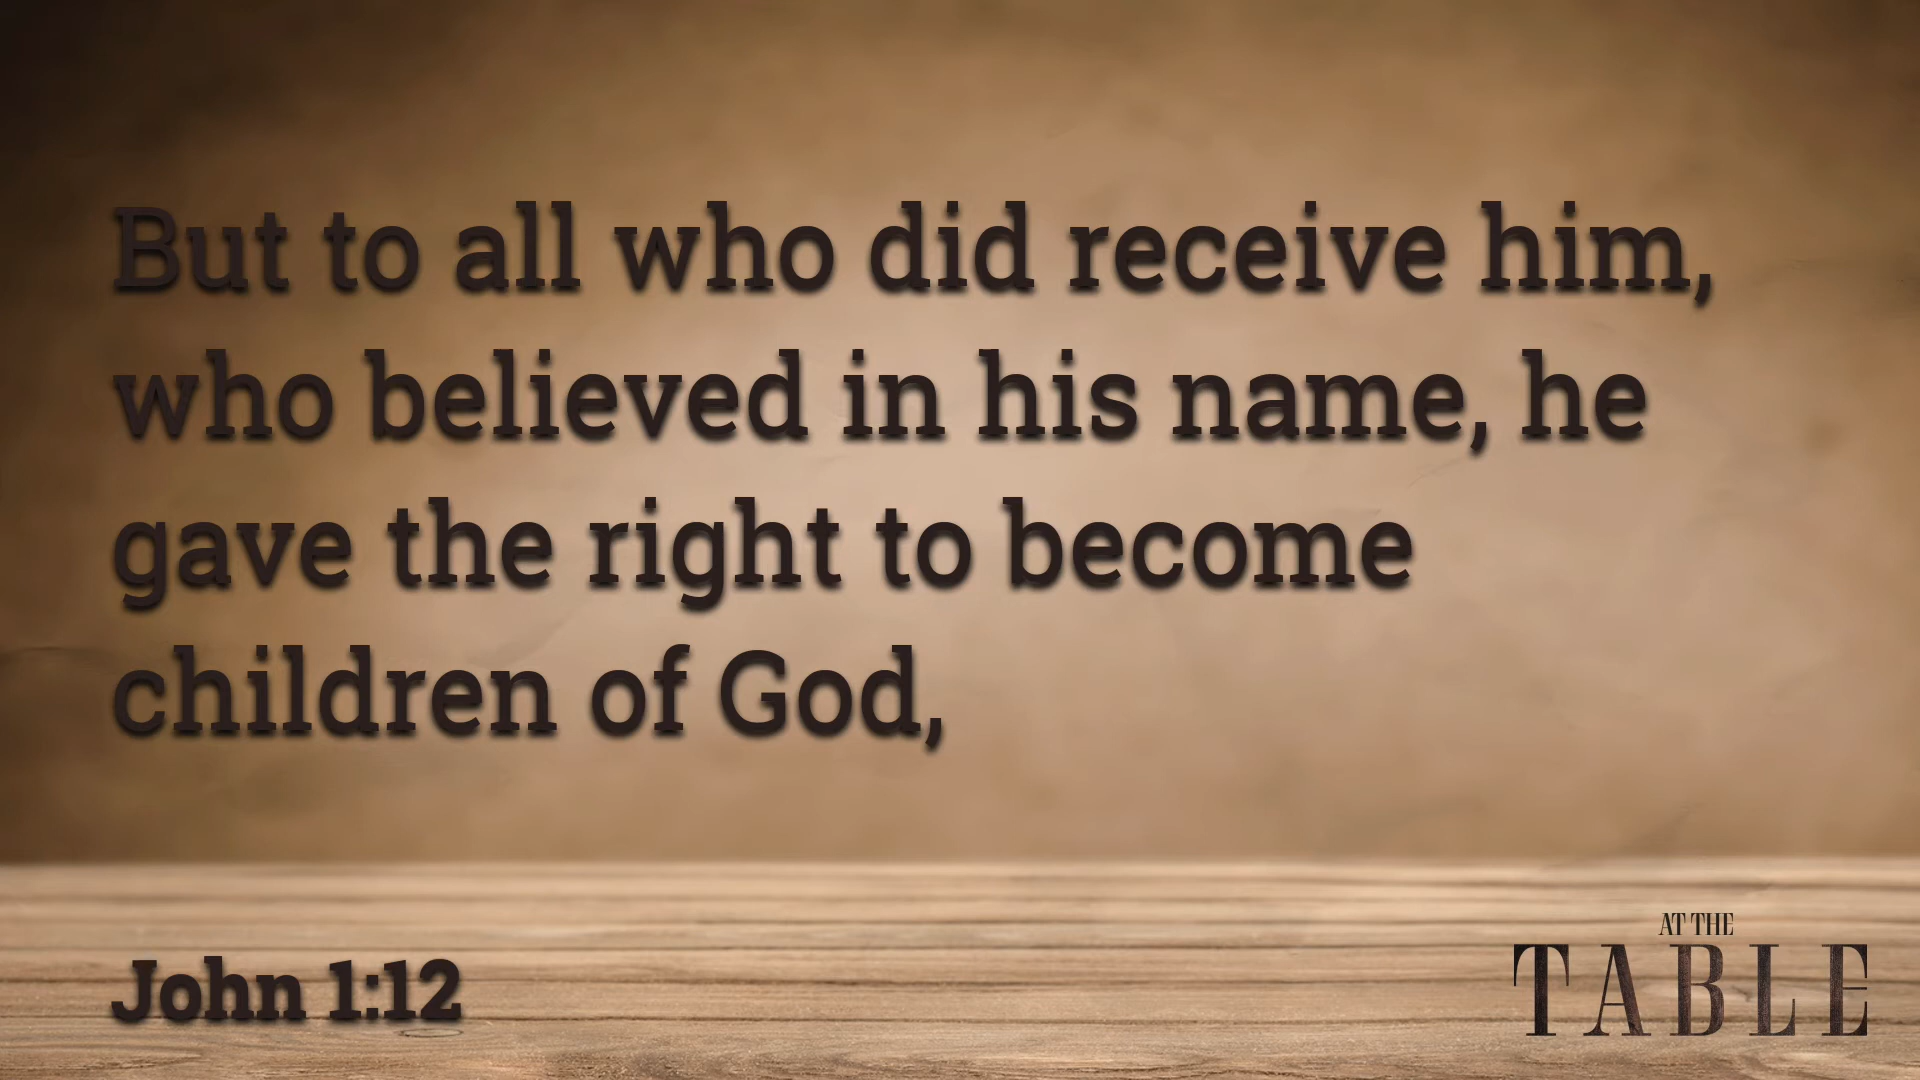 But to all who did receive him,
who believed in his name, he
gave the right to become
children of God,
John 1:12
AT THE
TABLE